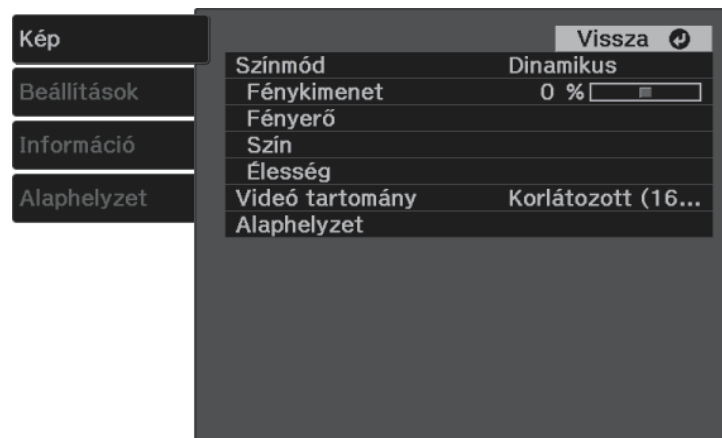 Kép
Beállítások
Információ
Alaphelyzet
Vissza
Színmód Dinamikus
Fénykimenet 0 %
Fényerő
Szín
Élesség
Videó tartomány Korlátozott (16...
Alaphelyzet